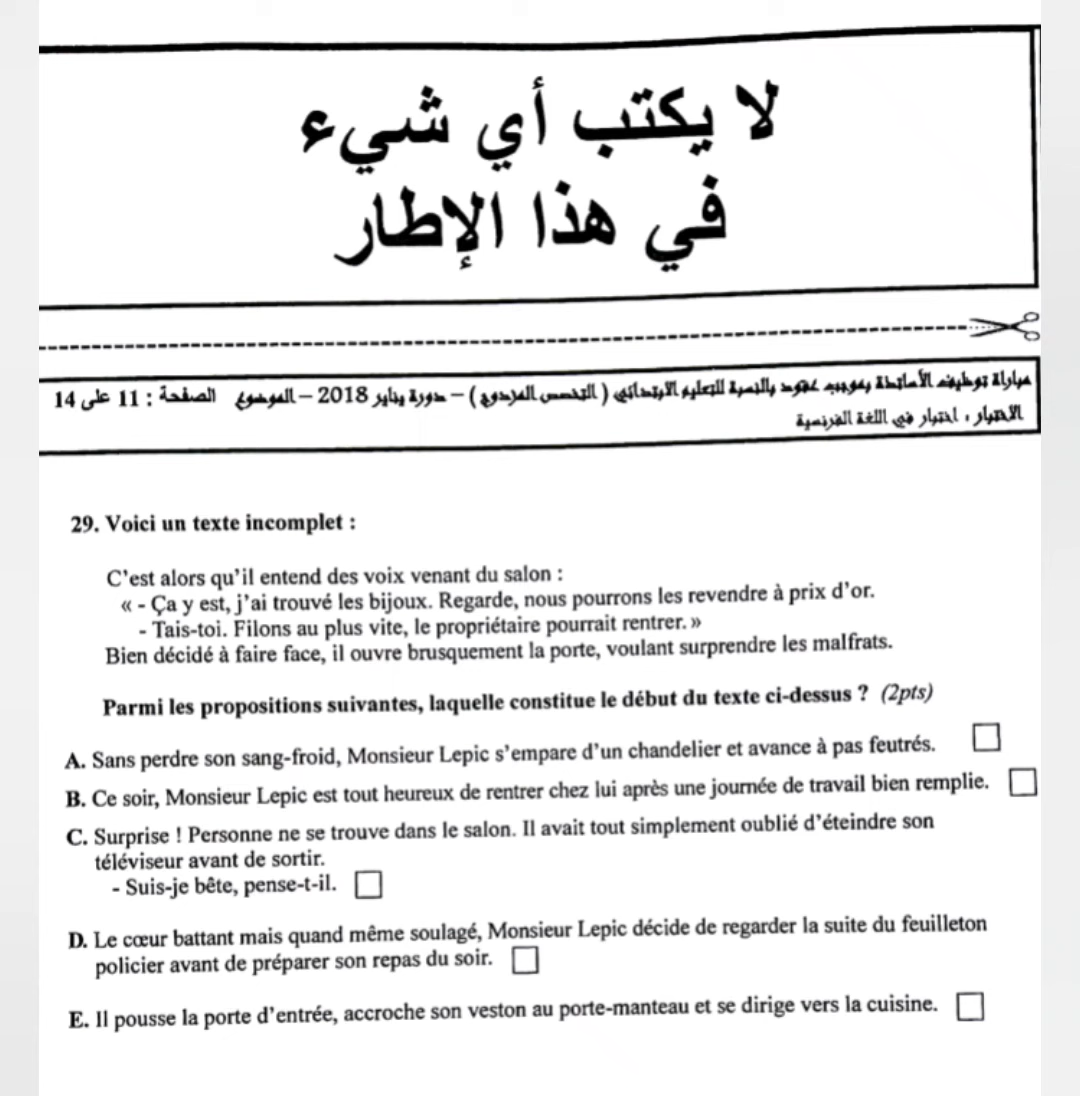 لا يكتب أي شيء
في هذا الإطار
مباراة توظيف الأساتذة بموجب عقود بالنسبة للتعليم الابتدائي ( التخصص المزدوج ) – دورة يناير 2018 – الموضوع الصفحة : 11 على 14
الاختبار : اختبار في اللغة الفرنسية
29. Voici un texte incomplet :
C'est alors qu'il entend des voix venant du salon :
« - Ça y est, j'ai trouvé les bijoux. Regarde, nous pourrons les revendre à prix d'or.
- Tais-toi. Filons au plus vite, le propriétaire pourrait rentrer. »
Bien décidé à faire face, il ouvre brusquement la porte, voulant surprendre les malfrats.
Parmi les propositions suivantes, laquelle constitue le début du texte ci-dessus ? (2pts)
A. Sans perdre son sang-froid, Monsieur Lepic s'empare d'un chandelier et avance à pas feutrés.
B. Ce soir, Monsieur Lepic est tout heureux de rentrer chez lui après une journée de travail bien remplie.
C. Surprise ! Personne ne se trouve dans le salon. Il avait tout simplement oublié d'éteindre son
téléviseur avant de sortir.
- Suis-je bête, pense-t-il.
D. Le cœur battant mais quand même soulagé, Monsieur Lepic décide de regarder la suite du feuilleton
policier avant de préparer son repas du soir.
E. Il pousse la porte d'entrée, accroche son veston au porte-manteau et se dirige vers la cuisine.